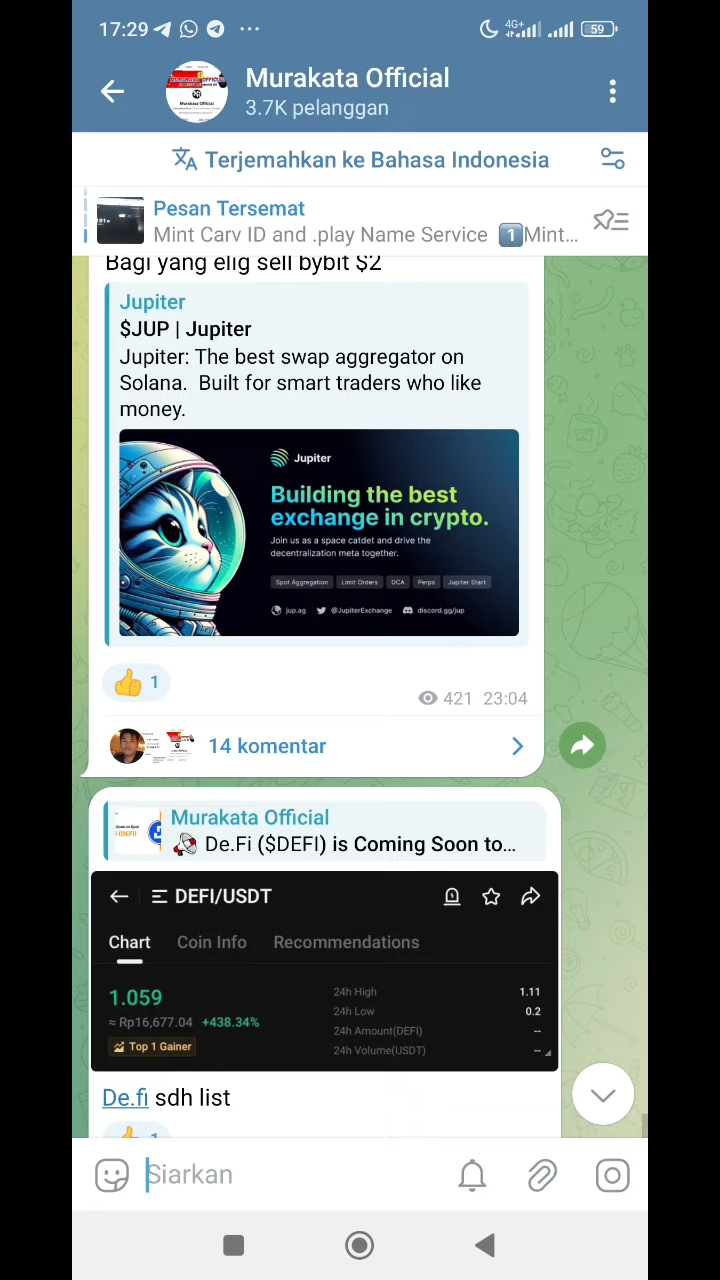 17:29
4G+
59
Murakata Official
3.7K pelanggan
Terjemahkan ke Bahasa Indonesia
Pesan Tersemat
Mint Carv ID and .play Name Service 1️⃣Mint...
Bagi yang elig sell bybit $2
Jupiter
$JUP | Jupiter
Jupiter: The best swap aggregator on
Solana. Built for smart traders who like
money.
Jupiter
Building the best
exchange in crypto.
Join us as a space catdet and drive the
decentralization meta together.
Spot Aggregation Limit Orders DCA Perps Jupiter Start
jup.ag @JupiterExchange discord.gg/jup
👍 1
421 23:04
14 komentar
Murakata Official
De.Fi ($DEFI) is Coming Soon to...
DEFI/USDT
Chart Coin Info Recommendations
1.059
≈ Rp16,677.04 +438.34%
Top 1 Gainer
24h High 1.11
24h Low 0.2
24h Amount(DEFI) --
24h Volume(USDT) --
De.fi sdh list
👍 1
Siarkan